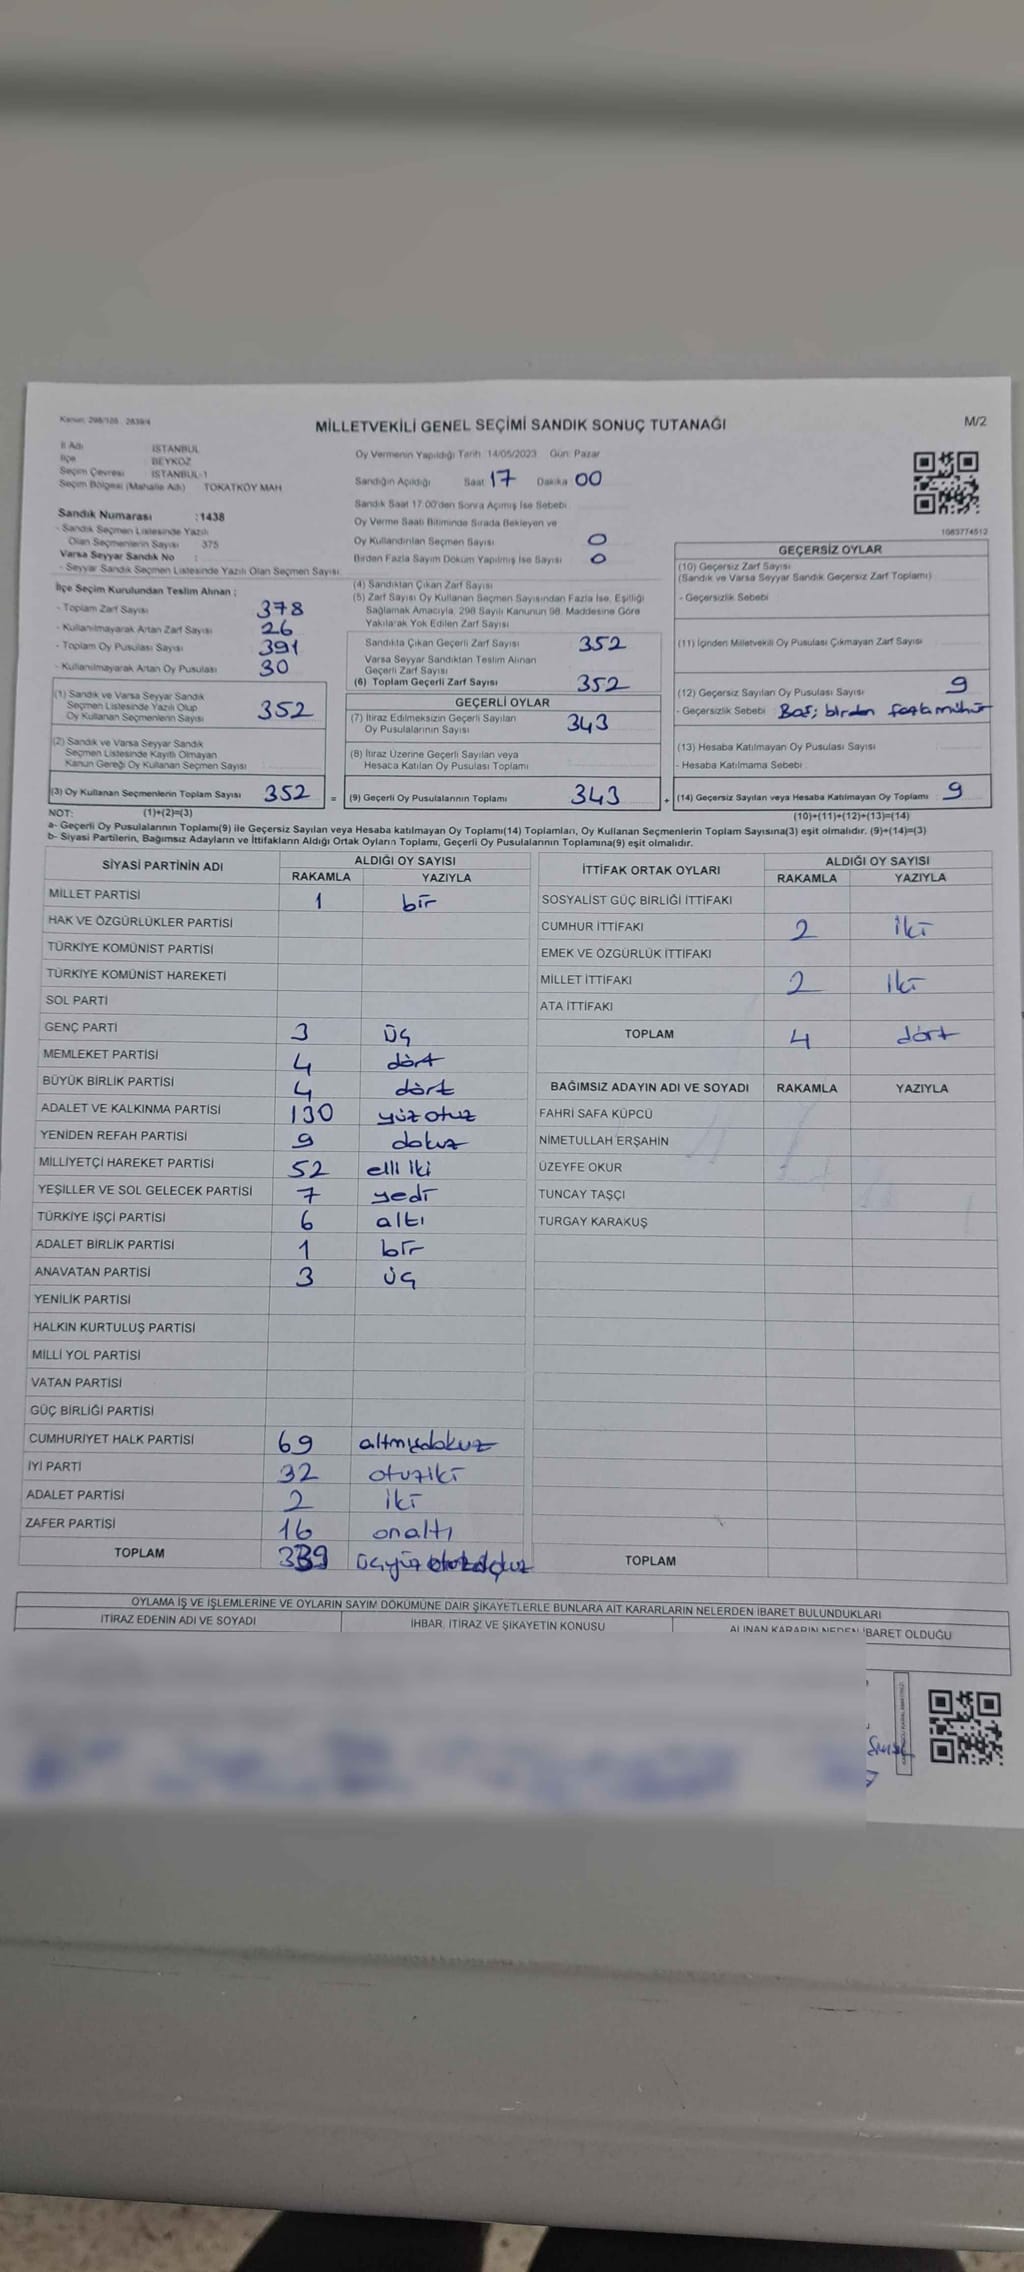 Kanun: 298/105 , 2839/4
MİLLETVEKİLİ GENEL SEÇİMİ SANDIK SONUÇ TUTANAĞI
M/2
İl Adı İSTANBUL
İlçe BEYKOZ
Seçim Çevresi İSTANBUL-1
Seçim Bölgesi (Mahalle Adı) TOKATKÖY MAH
Sandık Numarası :1438
- Sandık Seçmen Listesinde Yazılı
Olan Seçmenlerin Sayısı 375
Varsa Seyyar Sandık No :
- Seyyar Sandık Seçmen Listesinde Yazılı Olan Seçmen Sayısı
Oy Vermenin Yapıldığı Tarih: 14/05/2023 Gün: Pazar
Sandığın Açıldığı Saat 17 Dakika 00
Sandık Saat 17.00'den Sonra Açılmış İse Sebebi
Oy Verme Saati Bitiminde Sırada Bekleyen ve
Oy Kullandırılan Seçmen Sayısı 0
Birden Fazla Sayım Döküm Yapılmış İse Sayısı 0
1083774512
İlçe Seçim Kurulundan Teslim Alınan ;
- Toplam Zarf Sayısı 378
- Kullanılmayarak Artan Zarf Sayısı 26
- Toplam Oy Pusulası Sayısı 391
- Kullanılmayarak Artan Oy Pusulası 30
(1) Sandık ve Varsa Seyyar Sandık
Seçmen Listesinde Yazılı Olup
Oy Kullanan Seçmenlerin Sayısı 352
(2) Sandık ve Varsa Seyyar Sandık
Seçmen Listesinde Kayıtlı Olmayan
Kanun Gereği Oy Kullanan Seçmen Sayısı
(3) Oy Kullanan Seçmenlerin Toplam Sayısı 352 =
(4) Sandıktan Çıkan Zarf Sayısı
(5) Zarf Sayısı Oy Kullanan Seçmen Sayısından Fazla İse, Eşitliği
Sağlamak Amacıyla, 298 Sayılı Kanunun 98. Maddesine Göre
Yakılarak Yok Edilen Zarf Sayısı
Sandıkta Çıkan Geçerli Zarf Sayısı 352
Varsa Seyyar Sandıktan Teslim Alınan
Geçerli Zarf Sayısı
(6) Toplam Geçerli Zarf Sayısı 352
GEÇERLİ OYLAR
(7) İtiraz Edilmeksizin Geçerli Sayılan
Oy Pusulalarının Sayısı 343
(8) İtiraz Üzerine Geçerli Sayılan veya
Hesaca Katılan Oy Pusulası Toplamı
(9) Geçerli Oy Pusulalarının Toplamı 343 +
GEÇERSİZ OYLAR
(10) Geçersiz Zarf Sayısı
(Sandık ve Varsa Seyyar Sandık Geçersiz Zarf Toplamı)
- Geçersizlik Sebebi
(11) İçinden Milletvekili Oy Pusulası Çıkmayan Zarf Sayısı
(12) Geçersiz Sayılan Oy Pusulası Sayısı 9
- Geçersizlik Sebebi : Boş; birden fazla mühür
(13) Hesaba Katılmayan Oy Pusulası Sayısı
- Hesaba Katılmama Sebebi
(14) Geçersiz Sayılan veya Hesaba Katılmayan Oy Toplamı 9
NOT: (1)+(2)=(3) (10)+(11)+(12)+(13)=(14)
a- Geçerli Oy Pusulalarının Toplamı(9) ile Geçersiz Sayılan veya Hesaba katılmayan Oy Toplamı(14) Toplamları, Oy Kullanan Seçmenlerin Toplam Sayısına(3) eşit olmalıdır. (9)+(14)=(3)
b- Siyasi Partilerin, Bağımsız Adayların ve İttifakların Aldığı Ortak Oyların Toplamı, Geçerli Oy Pusulalarının Toplamına(9) eşit olmalıdır.
SİYASİ PARTİNİN ADI ALDIĞI OY SAYISI
RAKAMLA YAZIYLA
MİLLET PARTİSİ 1 bir
HAK VE ÖZGÜRLÜKLER PARTİSİ
TÜRKİYE KOMÜNİST PARTİSİ
TÜRKİYE KOMÜNİST HAREKETİ
SOL PARTİ
GENÇ PARTİ 3 üç
MEMLEKET PARTİSİ 4 dört
BÜYÜK BİRLİK PARTİSİ 4 dört
ADALET VE KALKINMA PARTİSİ 130 yüz otuz
YENİDEN REFAH PARTİSİ 9 dokuz
MİLLİYETÇİ HAREKET PARTİSİ 52 elli iki
YEŞİLLER VE SOL GELECEK PARTİSİ 7 yedi
TÜRKİYE İŞÇİ PARTİSİ 6 altı
ADALET BİRLİK PARTİSİ 1 bir
ANAVATAN PARTİSİ 3 üç
YENİLİK PARTİSİ
HALKIN KURTULUŞ PARTİSİ
MİLLİ YOL PARTİSİ
VATAN PARTİSİ
GÜÇ BİRLİĞİ PARTİSİ
CUMHURİYET HALK PARTİSİ 69 altmışdokuz
İYİ PARTİ 32 otuziki
ADALET PARTİSİ 2 iki
ZAFER PARTİSİ 16 onaltı
TOPLAM 339 üçyüz
İTTİFAK ORTAK OYLARI ALDIĞI OY SAYISI
RAKAMLA YAZIYLA
SOSYALİST GÜÇ BİRLİĞİ İTTİFAKI
CUMHUR İTTİFAKI 2 iki
EMEK VE ÖZGÜRLÜK İTTİFAKI
MİLLET İTTİFAKI 2 iki
ATA İTTİFAKI
TOPLAM 4 dört
BAĞIMSIZ ADAYIN ADI VE SOYADI RAKAMLA YAZIYLA
FAHRİ SAFA KÜPCÜ
NİMETULLAH ERŞAHİN
ÜZEYFE OKUR
TUNCAY TAŞÇI
TURGAY KARAKUŞ
TOPLAM
OYLAMA İŞ VE İŞLEMLERİNE VE OYLARIN SAYIM DÖKÜMÜNE DAİR ŞİKAYETLERLE BUNLARA AİT KARARLARIN NELERDEN İBARET BULUNDUKLARI
İTİRAZ EDENİN ADI VE SOYADI İHBAR, İTİRAZ VE ŞİKAYETİN KONUSU ALINAN KARARIN NEDEN İBARET OLDUĞU